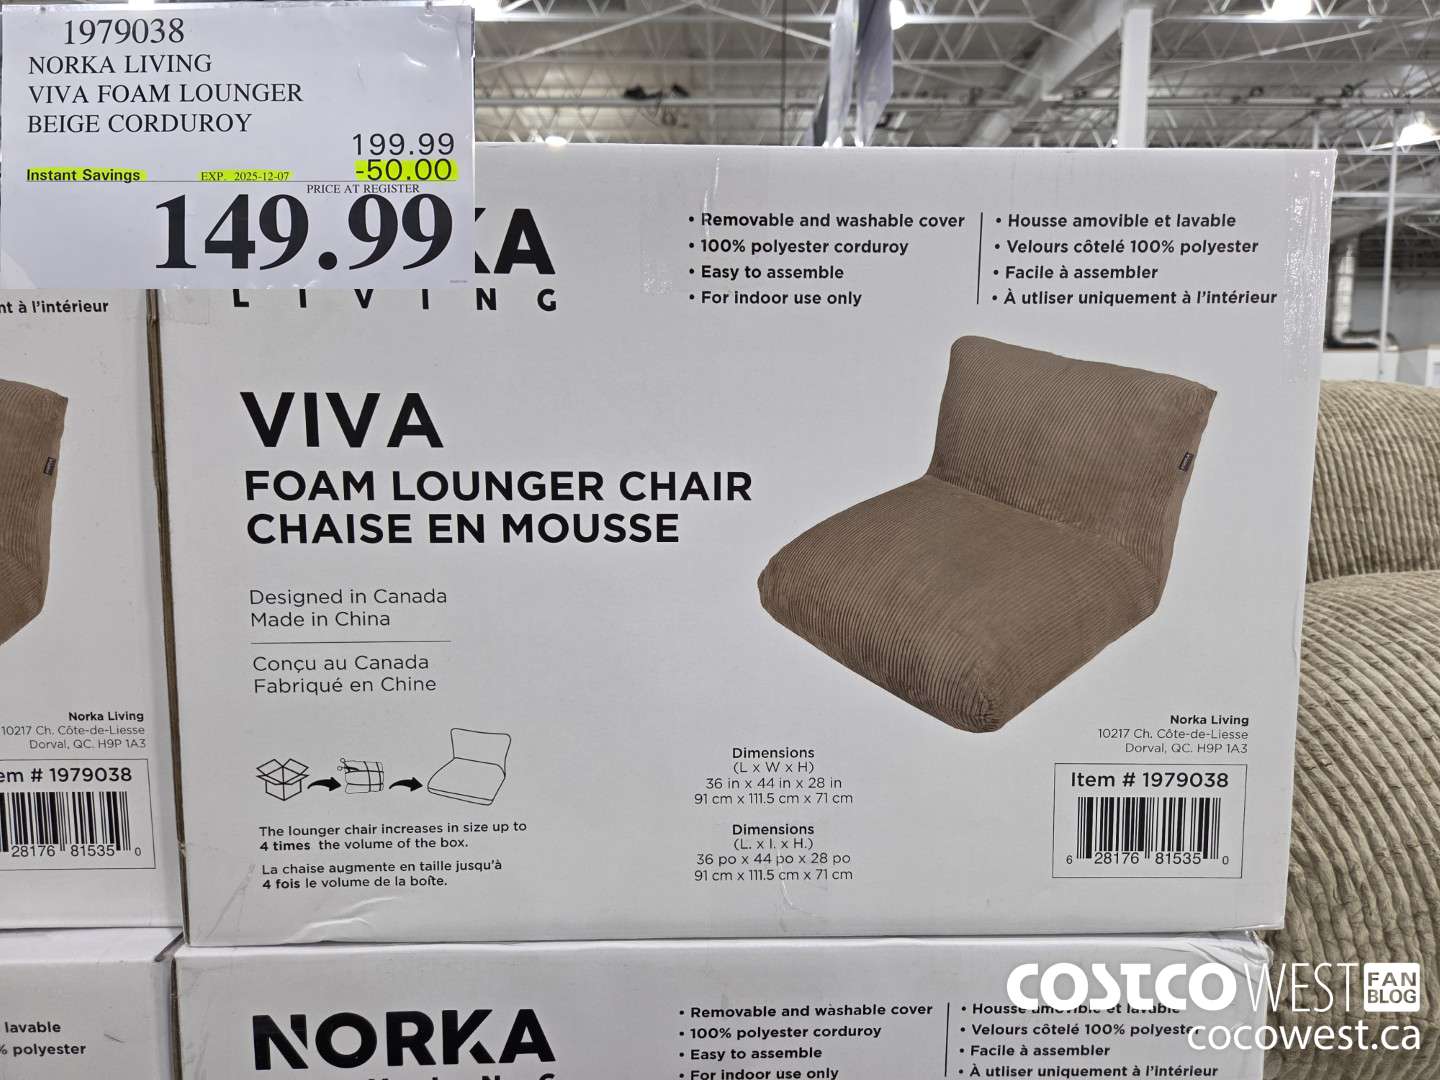 1979038
NORKA LIVING
VIVA FOAM LOUNGER
BEIGE CORDUROY
199.99
Instant Savings EXP. 2025-12-07 -50.00
PRICE AT REGISTER
149.99
KA
LIVING
• Removable and washable cover
• 100% polyester corduroy
• Easy to assemble
• For indoor use only
• Housse amovible et lavable
• Velours côtelé 100% polyester
• Facile à assembler
• À utliser uniquement à l'intérieur
VIVA
FOAM LOUNGER CHAIR
CHAISE EN MOUSSE
Designed in Canada
Made in China
Conçu au Canada
Fabriqué en Chine
The lounger chair increases in size up to
4 times the volume of the box.
La chaise augmente en taille jusqu'à
4 fois le volume de la boîte.
Dimensions
(L x W x H)
36 in x 44 in x 28 in
91 cm x 111.5 cm x 71 cm
Dimensions
(L. x l. x H.)
36 po x 44 po x 28 po
91 cm x 111.5 cm x 71 cm
Norka Living
10217 Ch. Côte-de-Liesse
Dorval, QC. H9P 1A3
Item # 1979038
6 28176 81535 0
nt à l'intérieur
Norka Living
10217 Ch. Côte-de-Liesse
Dorval, QC. H9P 1A3
em # 1979038
28176 81535 0
lavable
% polyester
NORKA
• Removable and washable cover
• 100% polyester corduroy
• Easy to assemble
• For indoor use only
• Housse amovible et lavable
• Velours côtelé 100% polyester
• Facile à assembler
• À utliser uniquement à l'intérieur
COSTCO WEST FAN BLOG
cocowest.ca